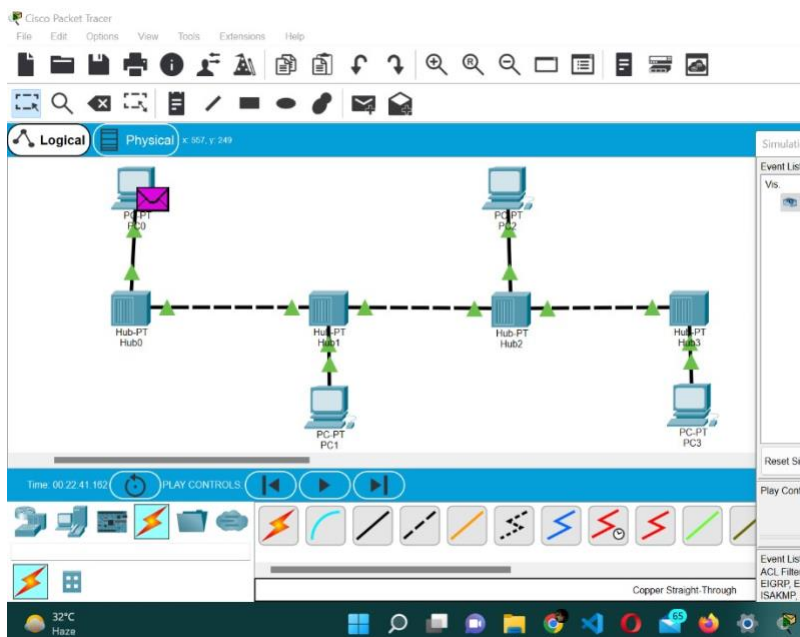 Cisco Packet Tracer
File Edit Options View Tools Extensions Help
Logical Physical x: 557, y: 249
Simulati
Event List
Vis.
PC-PT
PC0
PC-PT
PC2
Hub-PT
Hub0
Hub-PT
Hub1
Hub-PT
Hub2
Hub-PT
Hub3
PC-PT
PC1
PC-PT
PC3
Reset Si
Time: 00:22:41.162 PLAY CONTROLS:
Play Cont
Event List
ACL Filter
EIGRP, E
ISAKMP,
Copper Straight-Through
32°C
Haze
65